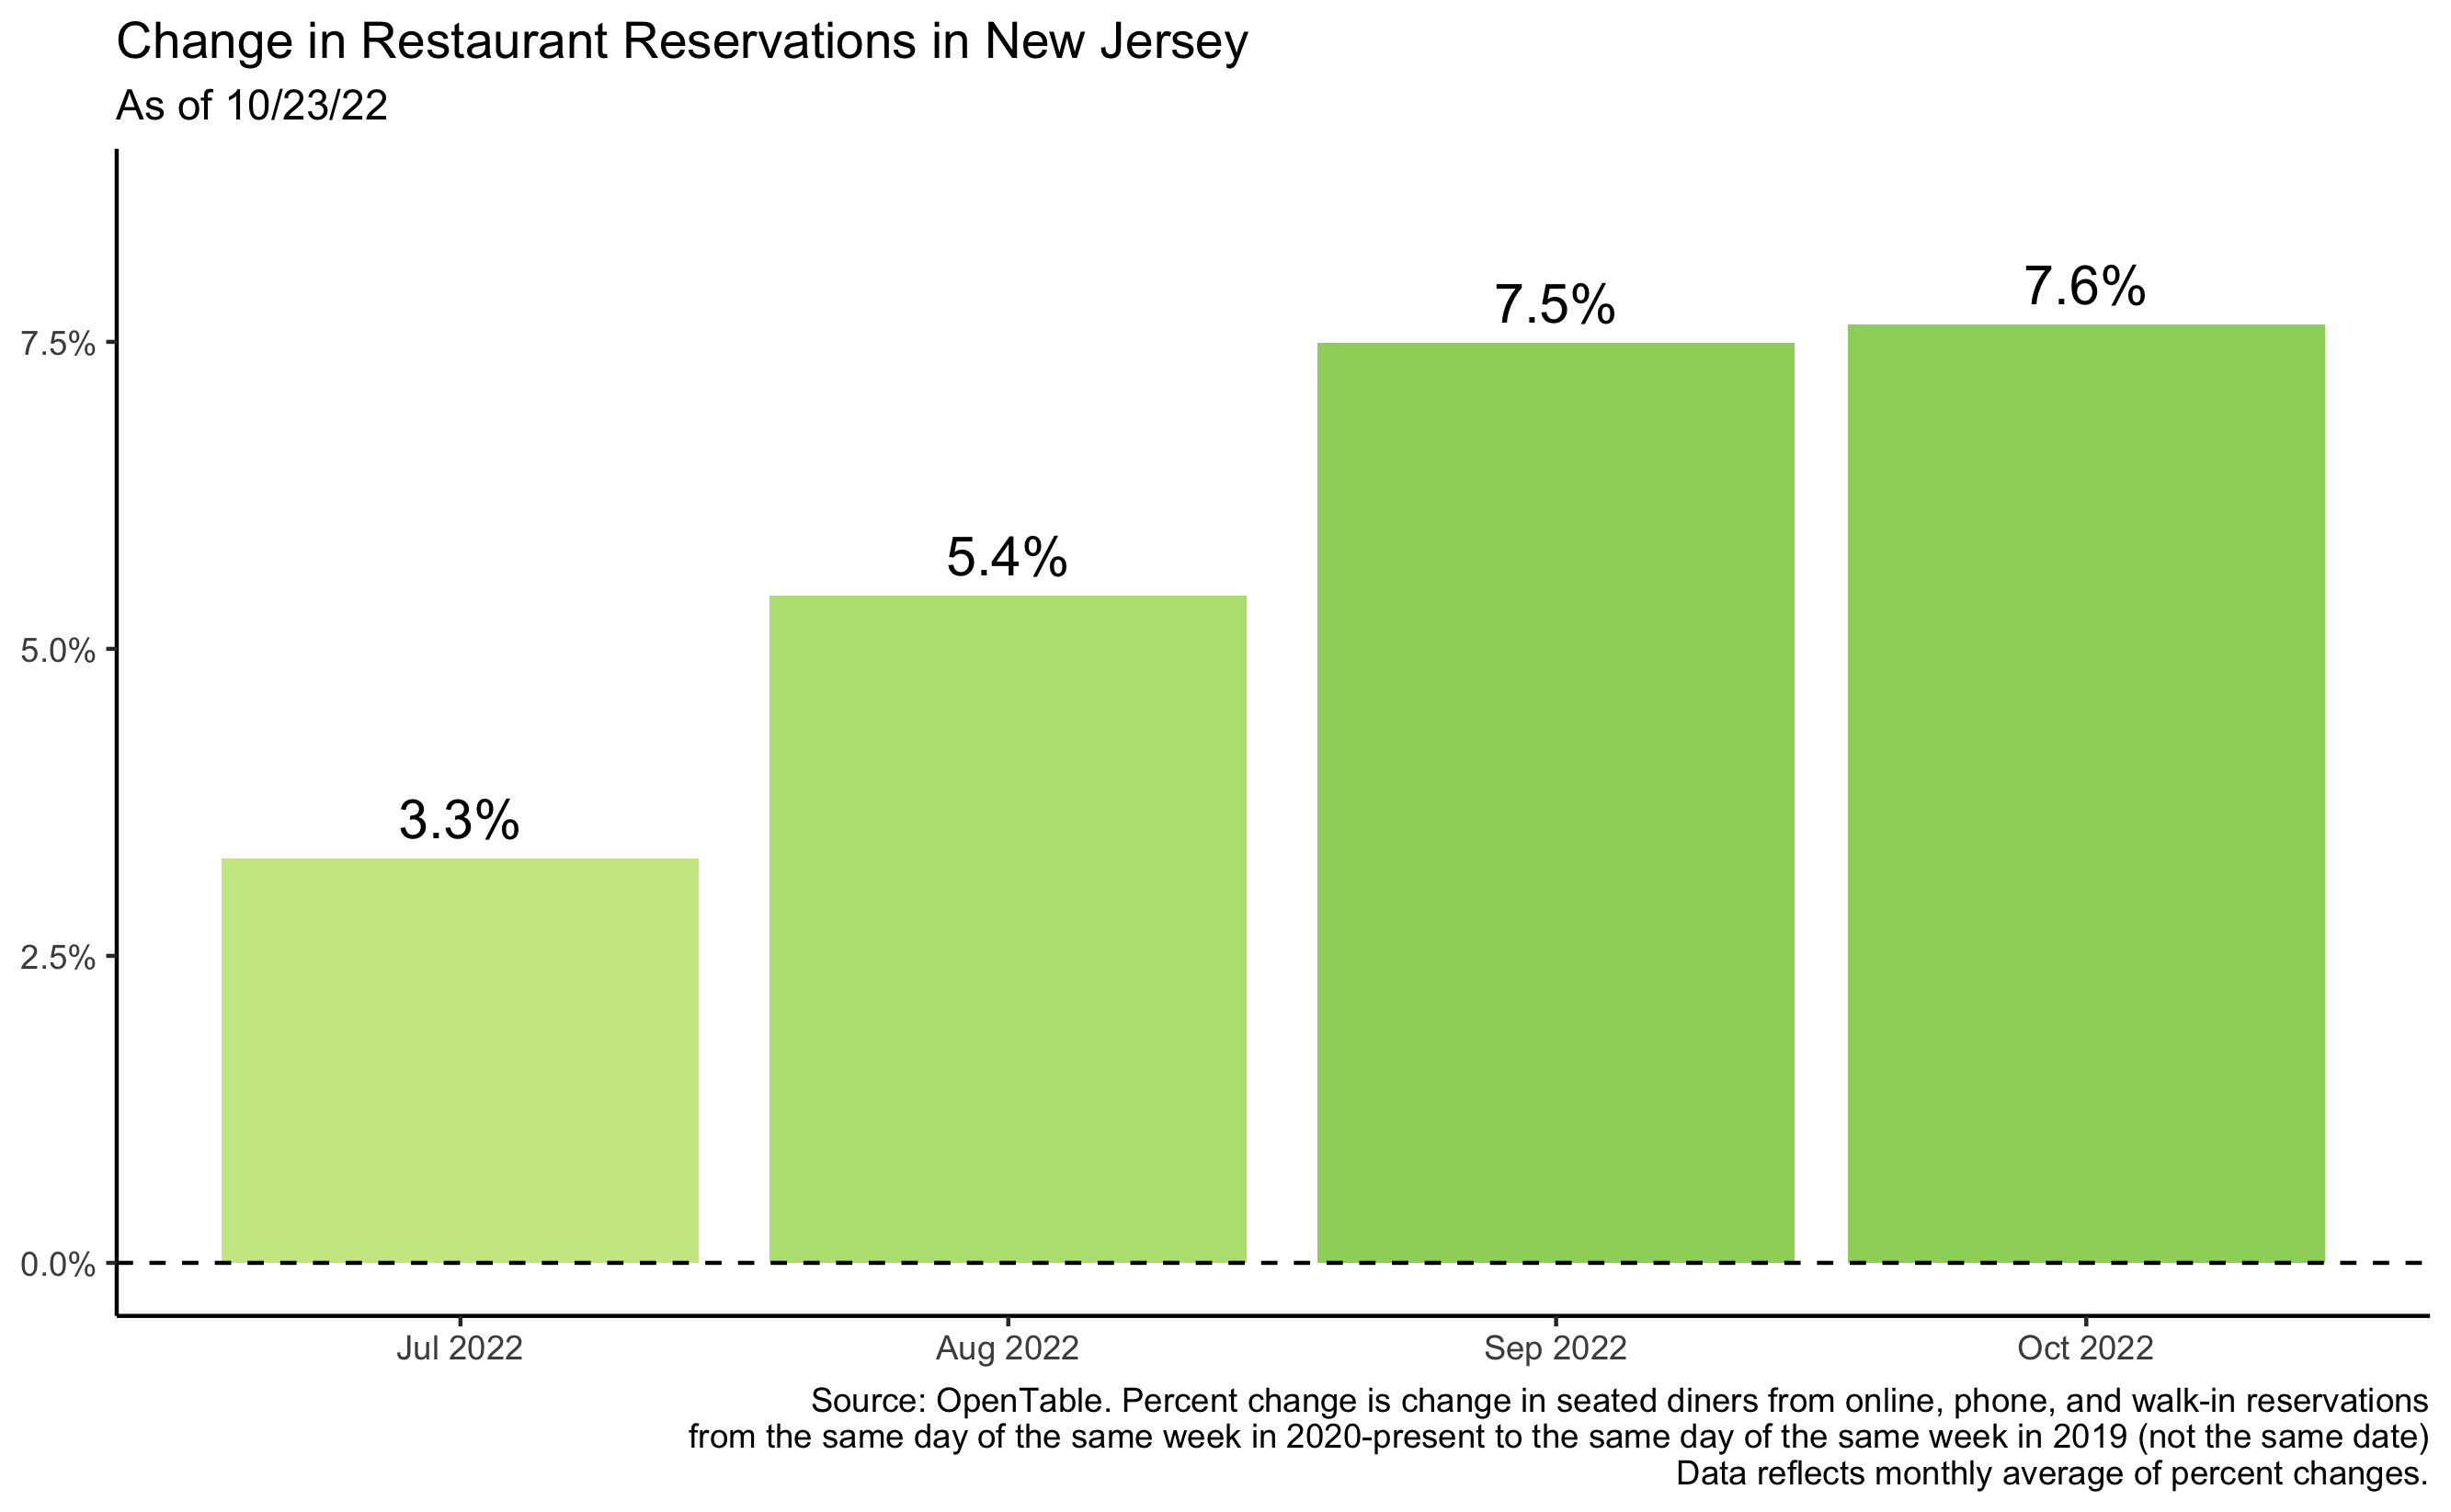 Change in Restaurant Reservations in New Jersey
As of 10/23/22
7.5%
5.0%
2.5%
0.0%
3.3%
5.4%
7.5%
7.6%
Jul 2022
Aug 2022
Sep 2022
Oct 2022
Source: OpenTable. Percent change is change in seated diners from online, phone, and walk-in reservations
from the same day of the same week in 2020-present to the same day of the same week in 2019 (not the same date)
Data reflects monthly average of percent changes.